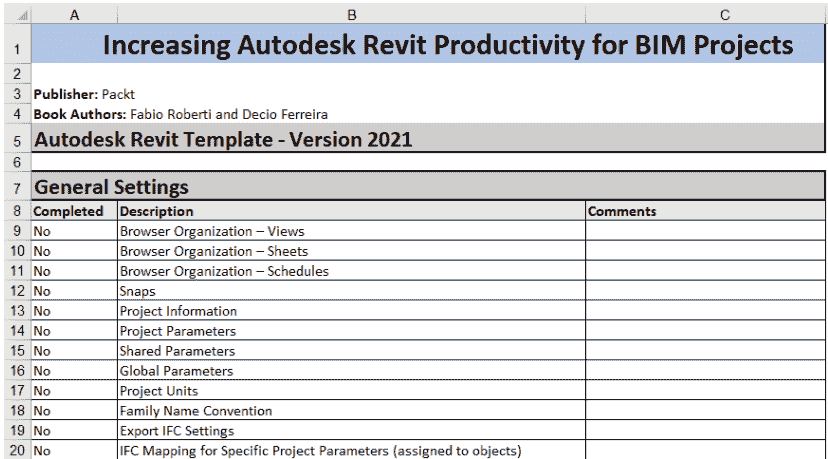 A B C
1 Increasing Autodesk Revit Productivity for BIM Projects
2
3 Publisher: Packt
4 Book Authors: Fabio Roberti and Decio Ferreira
5 Autodesk Revit Template - Version 2021
6
7 General Settings
8 Completed Description Comments
9 No Browser Organization – Views
10 No Browser Organization – Sheets
11 No Browser Organization – Schedules
12 No Snaps
13 No Project Information
14 No Project Parameters
15 No Shared Parameters
16 No Global Parameters
17 No Project Units
18 No Family Name Convention
19 No Export IFC Settings
20 No IFC Mapping for Specific Project Parameters (assigned to objects)